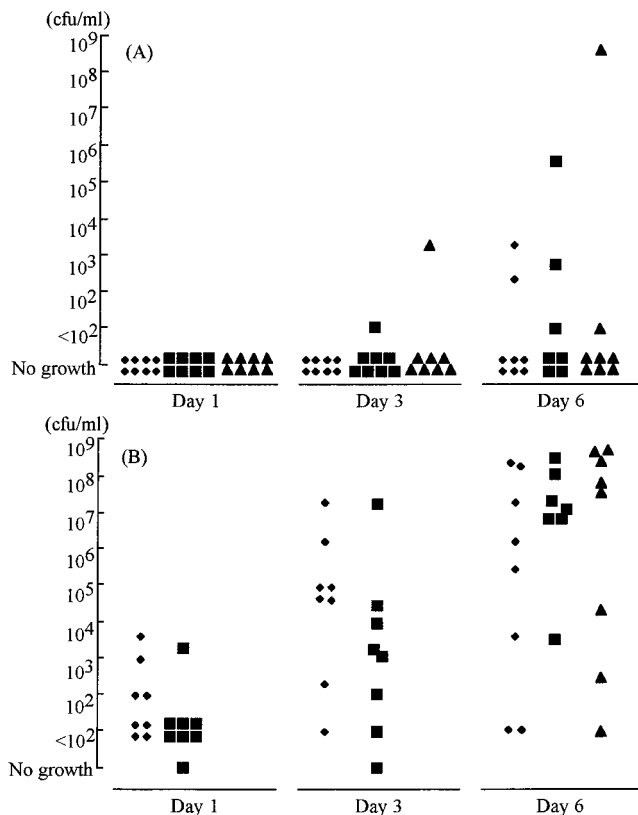 (cfu/ml)
10⁹
(A)
10⁸
10⁷
10⁶
10⁵
10⁴
10³
10²
<10²
No growth
Day 1 Day 3 Day 6
(cfu/ml)
10⁹
(B)
10⁸
10⁷
10⁶
10⁵
10⁴
10³
10²
<10²
No growth
Day 1 Day 3 Day 6